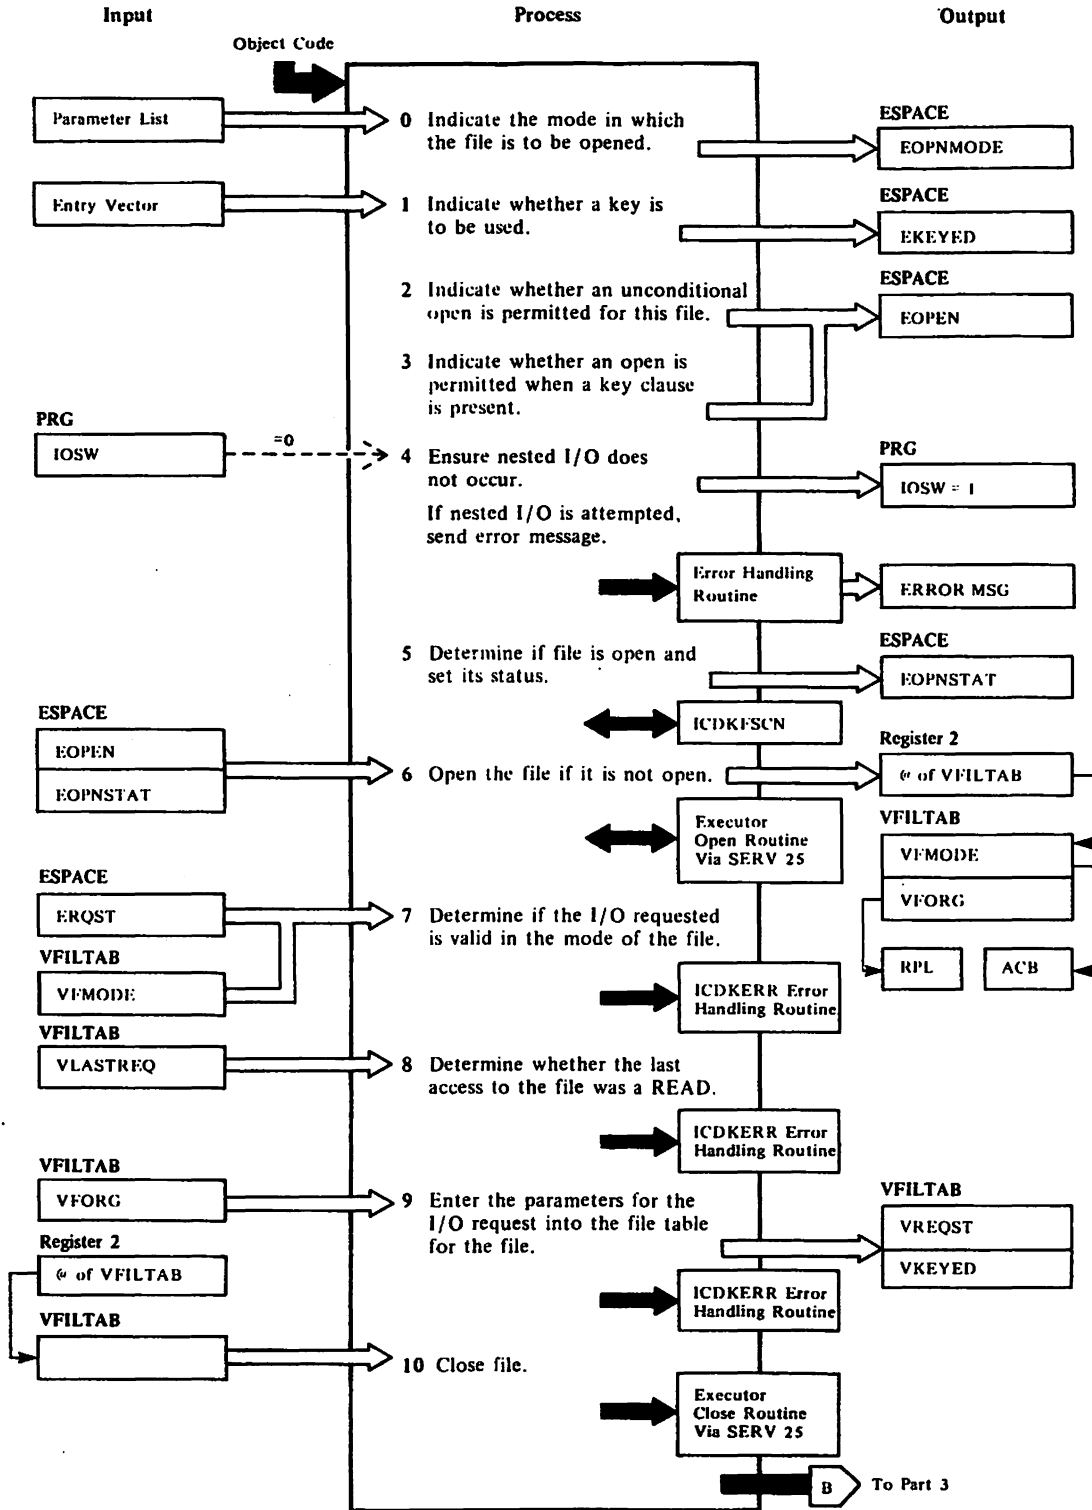 Input
Process
Output
Object Code
Parameter List
0 Indicate the mode in which
the file is to be opened.
ESPACE
EOPNMODE
Entry Vector
1 Indicate whether a key is
to be used.
ESPACE
EKEYED
2 Indicate whether an unconditional
open is permitted for this file.
ESPACE
EOPEN
3 Indicate whether an open is
permitted when a key clause
is present.
PRG
IOSW
=0
4 Ensure nested I/O does
not occur.
If nested I/O is attempted,
send error message.
PRG
IOSW = 1
Error Handling
Routine
ERROR MSG
5 Determine if file is open and
set its status.
ESPACE
EOPNSTAT
ICDKFSCN
ESPACE
EOPEN
EOPNSTAT
6 Open the file if it is not open.
Register 2
@ of VFILTAB
Executor
Open Routine
Via SERV 25
VFILTAB
VFMODE
VFORG
RPL
ACB
ESPACE
ERQST
VFILTAB
VFMODE
7 Determine if the I/O requested
is valid in the mode of the file.
ICDKERR Error
Handling Routine
VFILTAB
VLASTREQ
8 Determine whether the last
access to the file was a READ.
ICDKERR Error
Handling Routine
VFILTAB
VFORG
9 Enter the parameters for the
I/O request into the file table
for the file.
VFILTAB
VREQST
VKEYED
Register 2
@ of VFILTAB
ICDKERR Error
Handling Routine
VFILTAB
10 Close file.
Executor
Close Routine
Via SERV 25
B
To Part 3